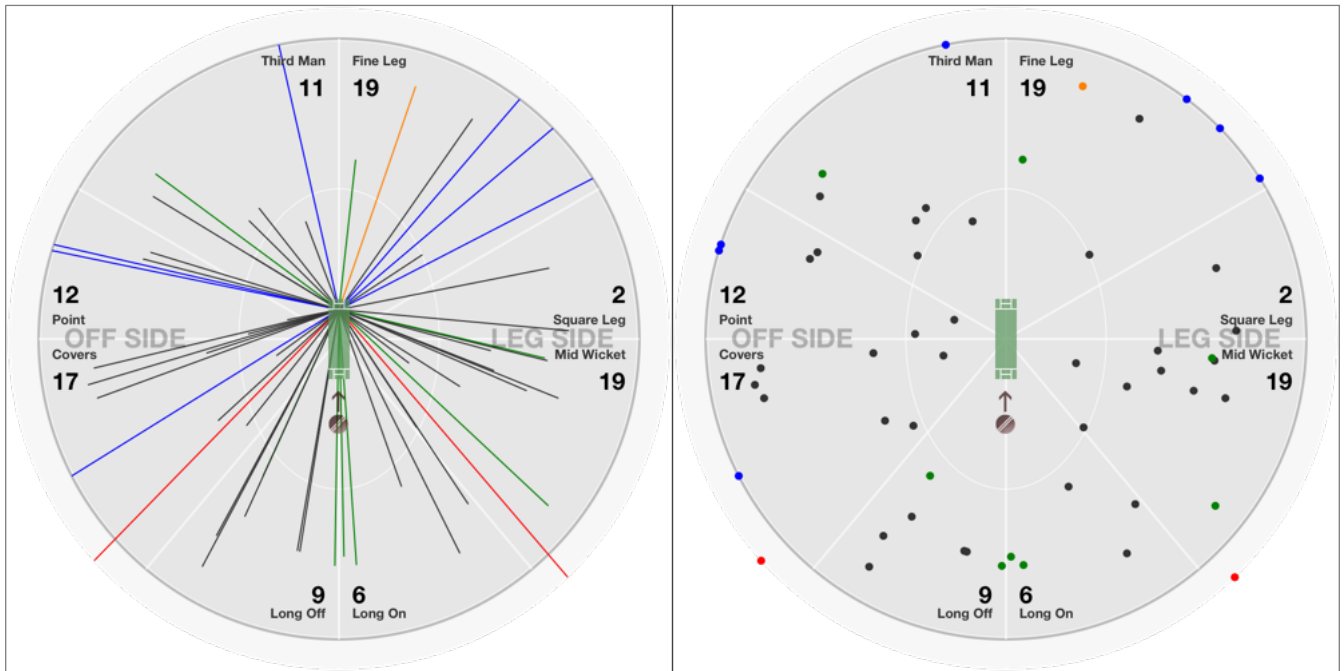 Third Man Fine Leg
11 19
12 2
Point Square Leg
OFF SIDE LEG SIDE
Covers Mid Wicket
17 19
9 6
Long Off Long On
Third Man Fine Leg
11 19
12 2
Point Square Leg
OFF SIDE LEG SIDE
Covers Mid Wicket
17 19
9 6
Long Off Long On